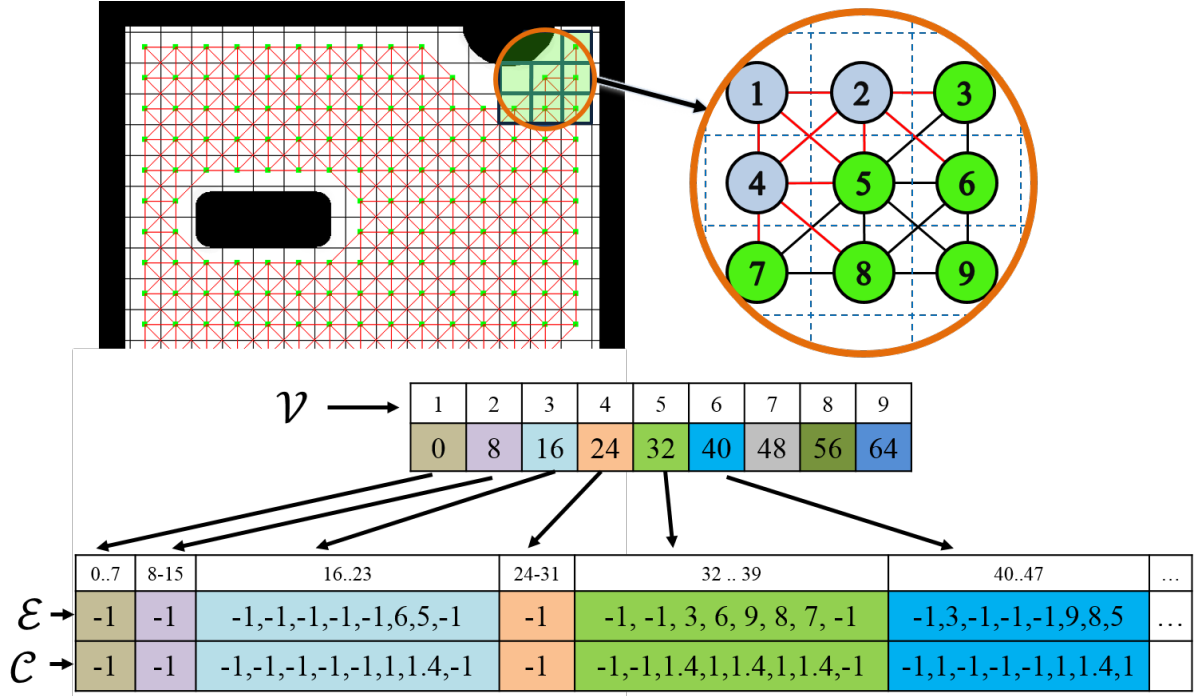 1 2 3
4 5 6
7 8 9
𝒱 1 2 3 4 5 6 7 8 9
0 8 16 24 32 40 48 56 64
0..7 8-15 16..23 24-31 32 .. 39 40..47 ...
ℰ -1 -1 -1,-1,-1,-1,-1,6,5,-1 -1 -1, -1, 3, 6, 9, 8, 7, -1 -1,3,-1,-1,-1,9,8,5 ...
𝒞 -1 -1 -1,-1,-1,-1,-1,1,1.4,-1 -1 -1,-1,1.4,1,1.4,1,1.4,-1 -1,1,-1,-1,-1,1,1.4,1